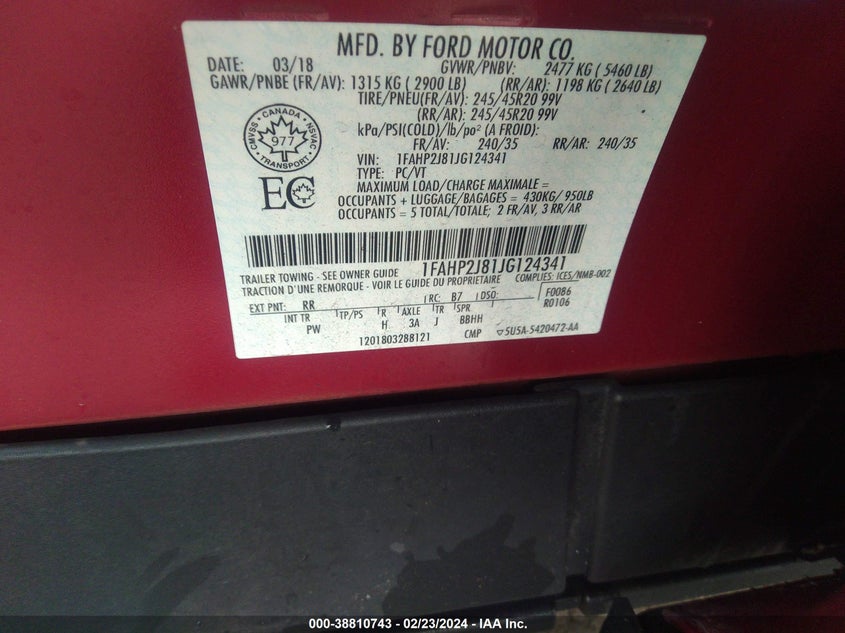 MFD. BY FORD MOTOR CO.
DATE: 03/18 GVWR/PNBV: 2477 KG ( 5460 LB)
GAWR/PNBE (FR/AV): 1315 KG ( 2900 LB) (RR/AR): 1198 KG ( 2640 LB)
TIRE/PNEU(FR/AV): 245/45R20 99V
(RR/AR): 245/45R20 99V
kPa/PSI(COLD)/lb/po² (A FROID):
FR/AV: 240/35 RR/AR: 240/35
VIN: 1FAHP2J81JG124341
TYPE: PC/VT
MAXIMUM LOAD/CHARGE MAXIMALE =
OCCUPANTS + LUGGAGE/BAGAGES = 430KG/ 950LB
OCCUPANTS = 5 TOTAL/TOTALE; 2 FR/AV, 3 RR/AR
CANADA
CMVSS 977 NSVAC
TRANSPORT
EC
1FAHP2J81JG124341
TRAILER TOWING - SEE OWNER GUIDE COMPLIES: ICES/NMB-002
TRACTION D'UNE REMORQUE - VOIR LE GUIDE DU PROPRIETAIRE
EXT PNT: RR RC: B7 DSO: F0086
R0106
INT TR TP/PS R AXLE TR SPR
PW H 3A J BBHH
1201803288121 CMP 5U5A-5420472-AA
000-38810743 - 02/23/2024 - IAA Inc.